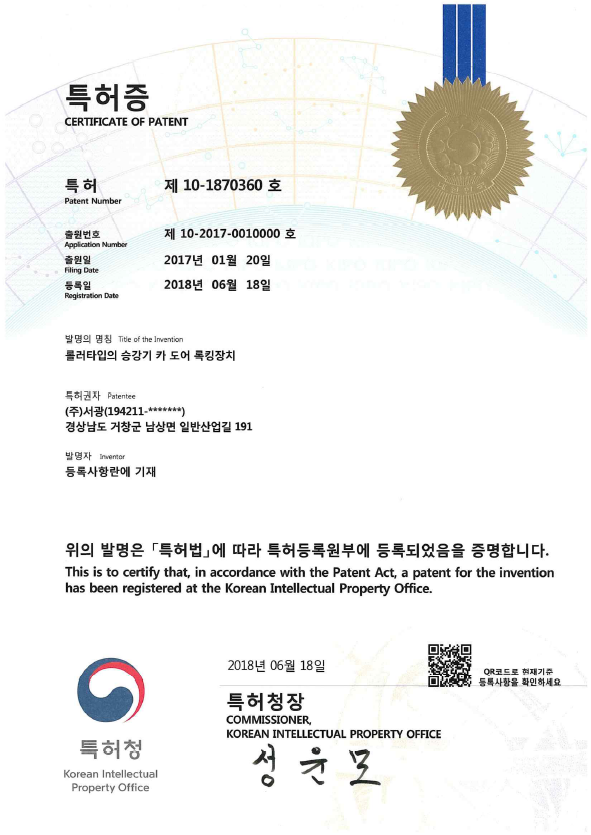 특허증
CERTIFICATE OF PATENT
특 허 제 10-1870360 호
Patent Number
출원번호 제 10-2017-0010000 호
Application Number
출원일 2017년 01월 20일
Filing Date
등록일 2018년 06월 18일
Registration Date
발명의 명칭 Title of the Invention
롤러타입의 승강기 카 도어 록킹장치
특허권자 Patentee
(주)서광(194211-*******)
경상남도 거창군 남상면 일반산업길 191
발명자 Inventor
등록사항란에 기재
위의 발명은 「특허법」에 따라 특허등록원부에 등록되었음을 증명합니다.
This is to certify that, in accordance with the Patent Act, a patent for the invention
has been registered at the Korean Intellectual Property Office.
2018년 06월 18일
QR코드로 현재기준
등록사항을 확인하세요
특허청장
COMMISSIONER,
KOREAN INTELLECTUAL PROPERTY OFFICE
성윤모
특허청
Korean Intellectual
Property Office